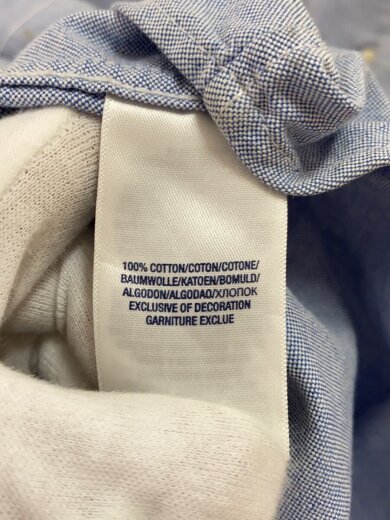 100% COTTON/COTON/COTONE/
BAUMWOLLE/KATOEN/BOMULD/
ALGODON/ALGODAO/ХЛОПОК
EXCLUSIVE OF DECORATION
GARNITURE EXCLUE